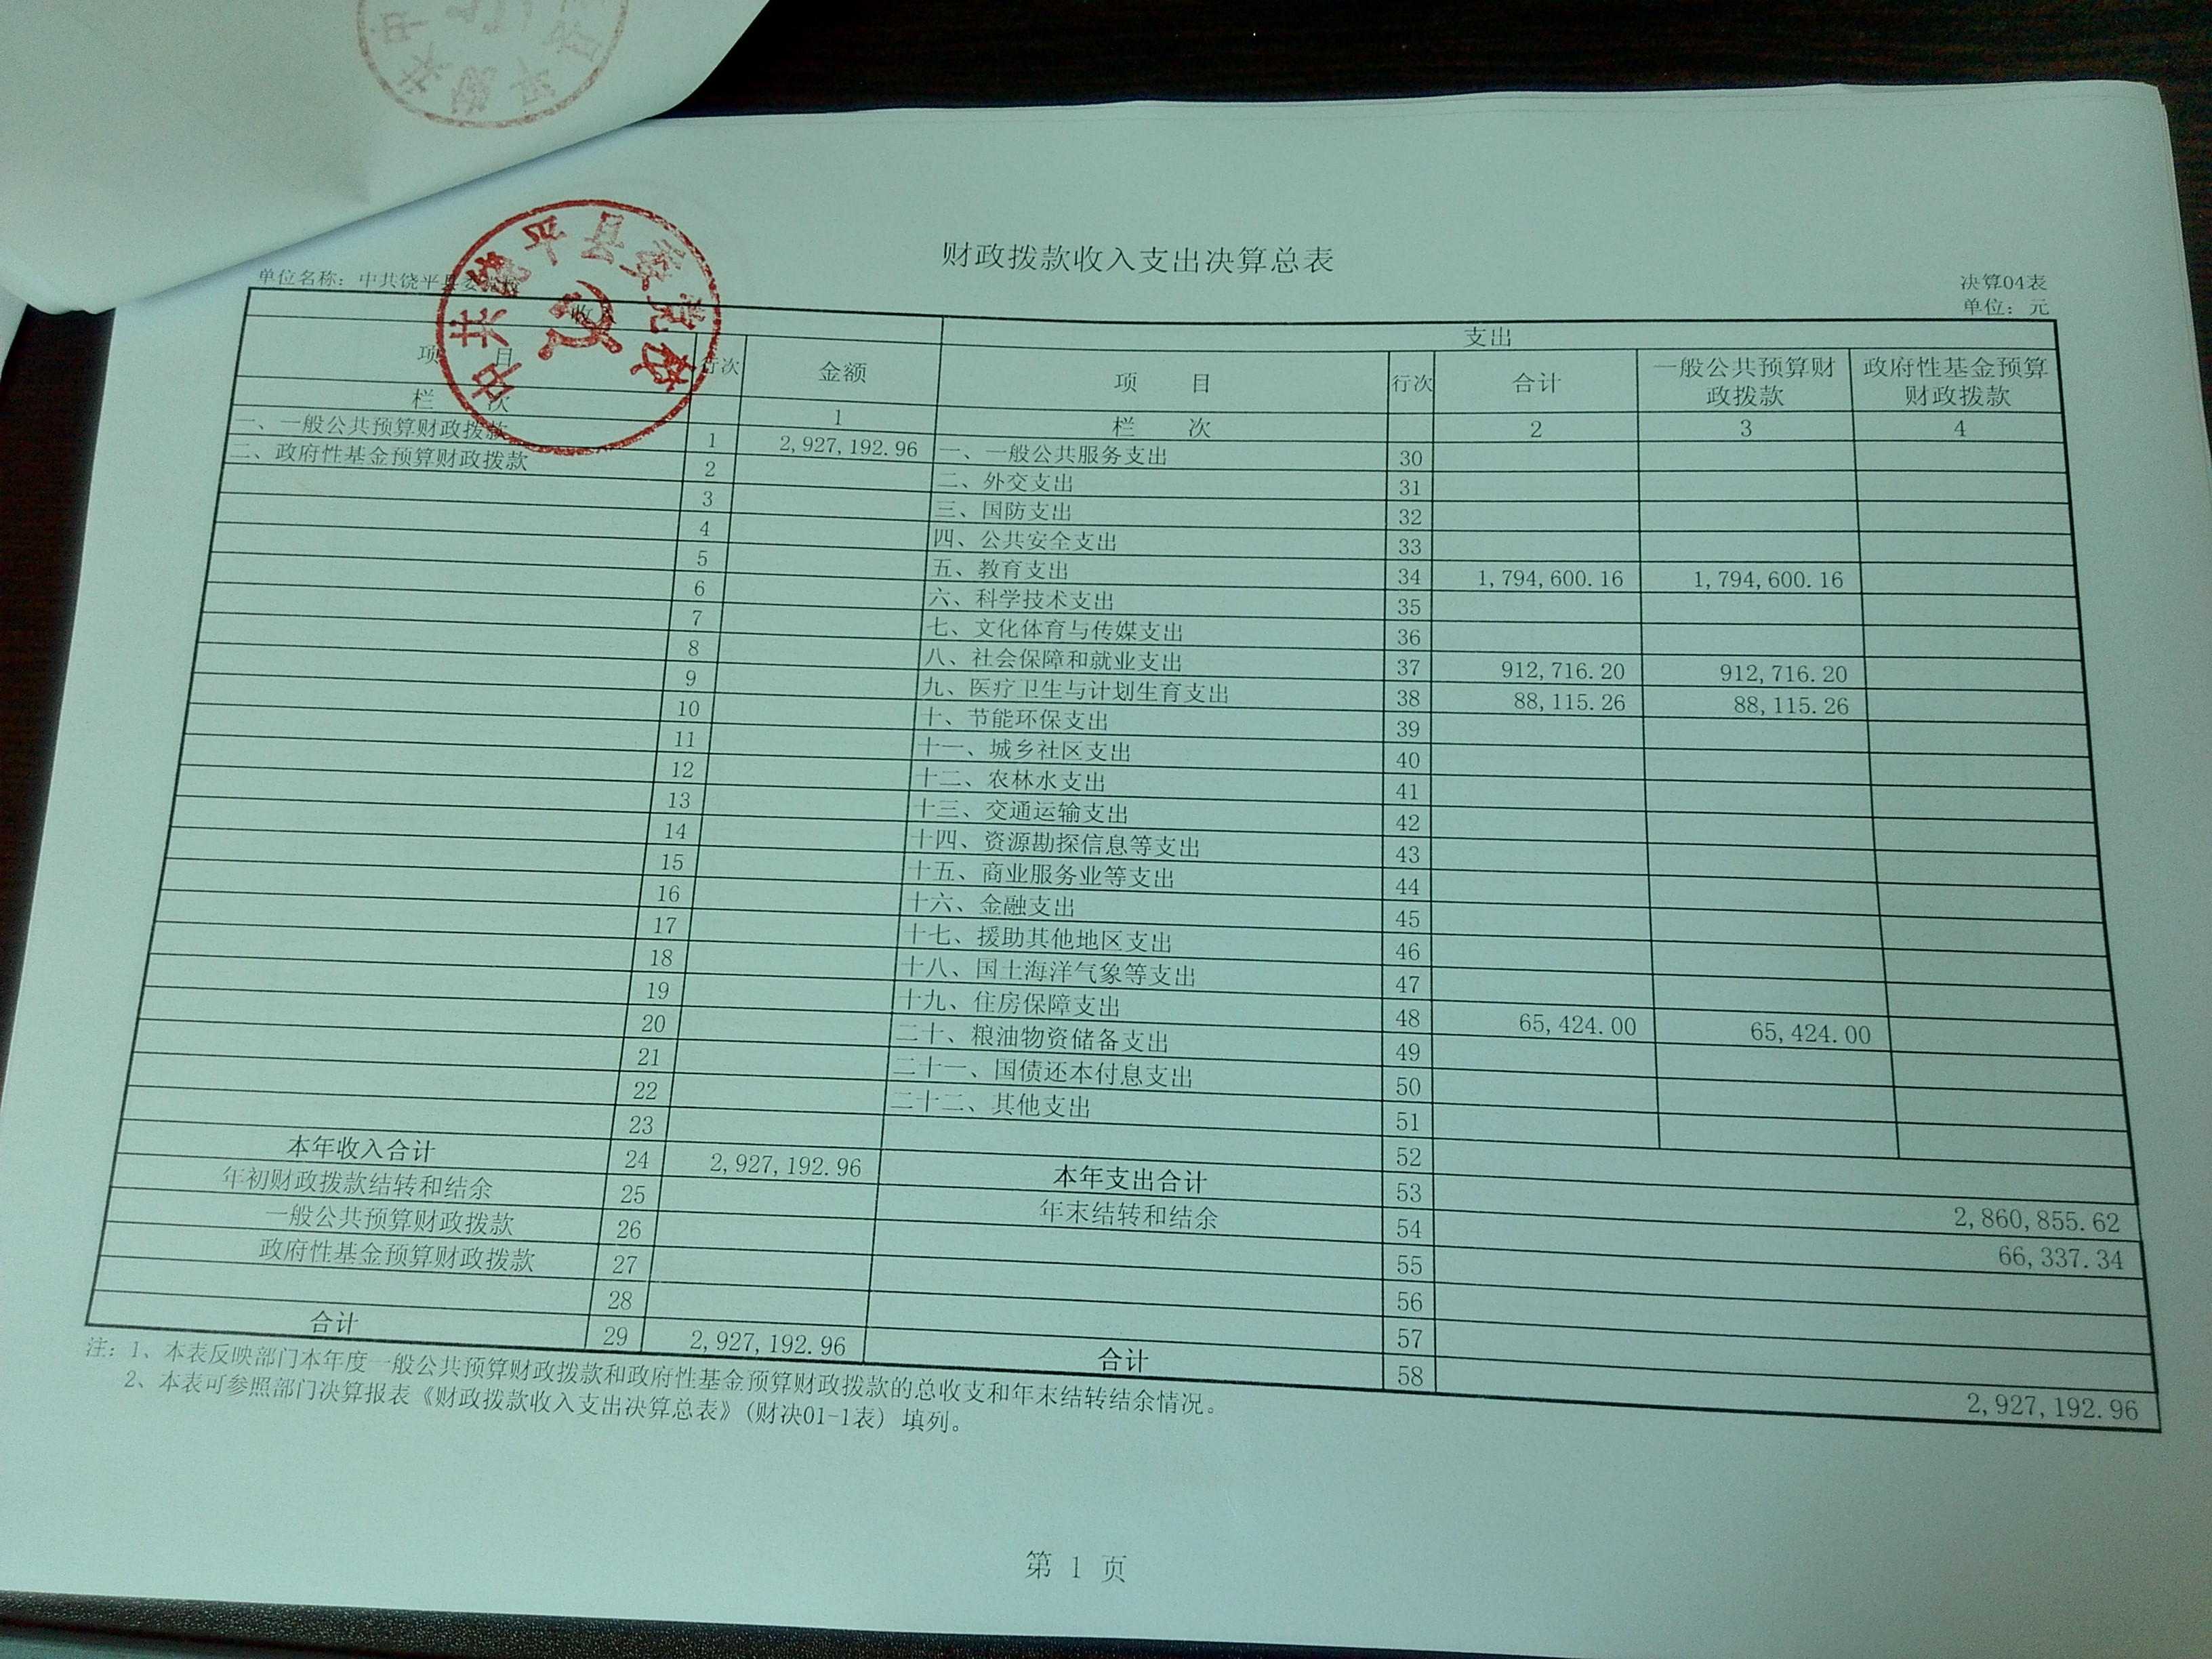 财政拨款收入支出决算总表
决算04表
单位名称：中共饶平县委党校
单位：元
中共饶平县委党校
收入 支出
项 目 行次 金额 项 目 行次 合计 一般公共预算财政拨款 政府性基金预算财政拨款
栏 次 1 栏 次 2 3 4
一、一般公共预算财政拨款 1 2,927,192.96 一、一般公共服务支出 30
二、政府性基金预算财政拨款 2 二、外交支出 31
3 三、国防支出 32
4 四、公共安全支出 33
5 五、教育支出 34 1,794,600.16 1,794,600.16
6 六、科学技术支出 35
7 七、文化体育与传媒支出 36
8 八、社会保障和就业支出 37 912,716.20 912,716.20
9 九、医疗卫生与计划生育支出 38 88,115.26 88,115.26
10 十、节能环保支出 39
11 十一、城乡社区支出 40
12 十二、农林水支出 41
13 十三、交通运输支出 42
14 十四、资源勘探信息等支出 43
15 十五、商业服务业等支出 44
16 十六、金融支出 45
17 十七、援助其他地区支出 46
18 十八、国土海洋气象等支出 47
19 十九、住房保障支出 48 65,424.00 65,424.00
20 二十、粮油物资储备支出 49
21 二十一、国债还本付息支出 50
22 二十二、其他支出 51
23 52
本年收入合计 24 2,927,192.96 本年支出合计 53 2,860,855.62
年初财政拨款结转和结余 25 年末结转和结余 54 66,337.34
一般公共预算财政拨款 26 55
政府性基金预算财政拨款 27 56
28 57
合计 29 2,927,192.96 合计 58 2,927,192.96
注：1、本表反映部门本年度一般公共预算财政拨款和政府性基金预算财政拨款的总收支和年末结转结余情况。
2、本表可参照部门决算报表《财政拨款收入支出决算总表》(财决01-1表) 填列。
第 1 页